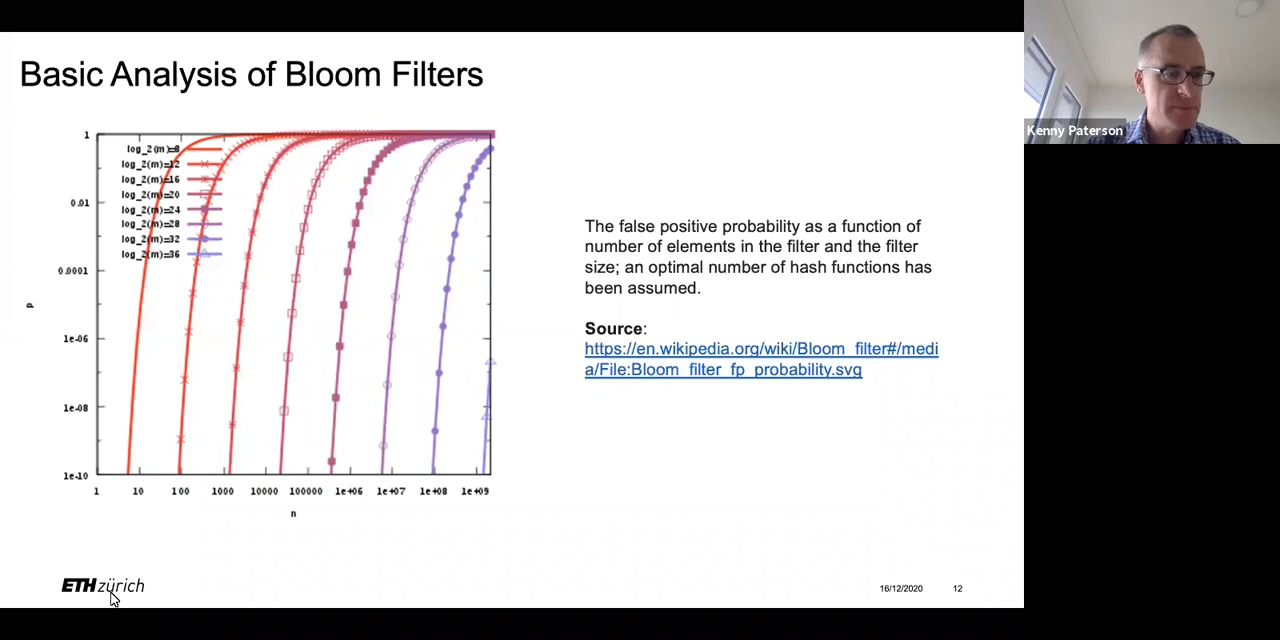 Basic Analysis of Bloom Filters
Kenny Paterson
1
0.01
0.0001
1e-06
1e-08
1e-10
p
log_2(m)=8
log_2(m)=12
log_2(m)=16
log_2(m)=20
log_2(m)=24
log_2(m)=28
log_2(m)=32
log_2(m)=36
1 10 100 1000 10000 100000 1e+06 1e+07 1e+08 1e+09
n
The false positive probability as a function of
number of elements in the filter and the filter
size; an optimal number of hash functions has
been assumed.
Source:
https://en.wikipedia.org/wiki/Bloom_filter#/medi
a/File:Bloom_filter_fp_probability.svg
ETH zürich
16/12/2020 12